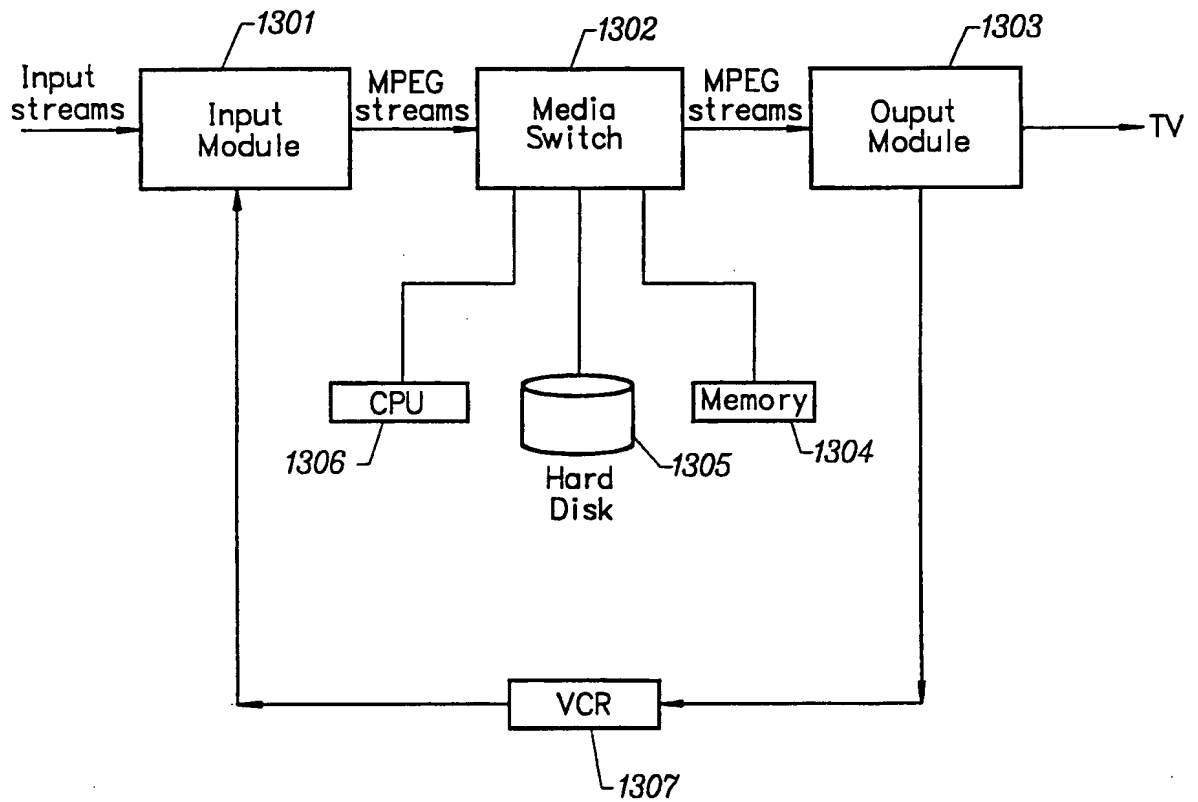 1301
1302
1303
Input
streams
Input
Module
MPEG
streams
Media
Switch
MPEG
streams
Ouput
Module
TV
CPU
1306
Hard
Disk
1305
Memory
1304
VCR
1307